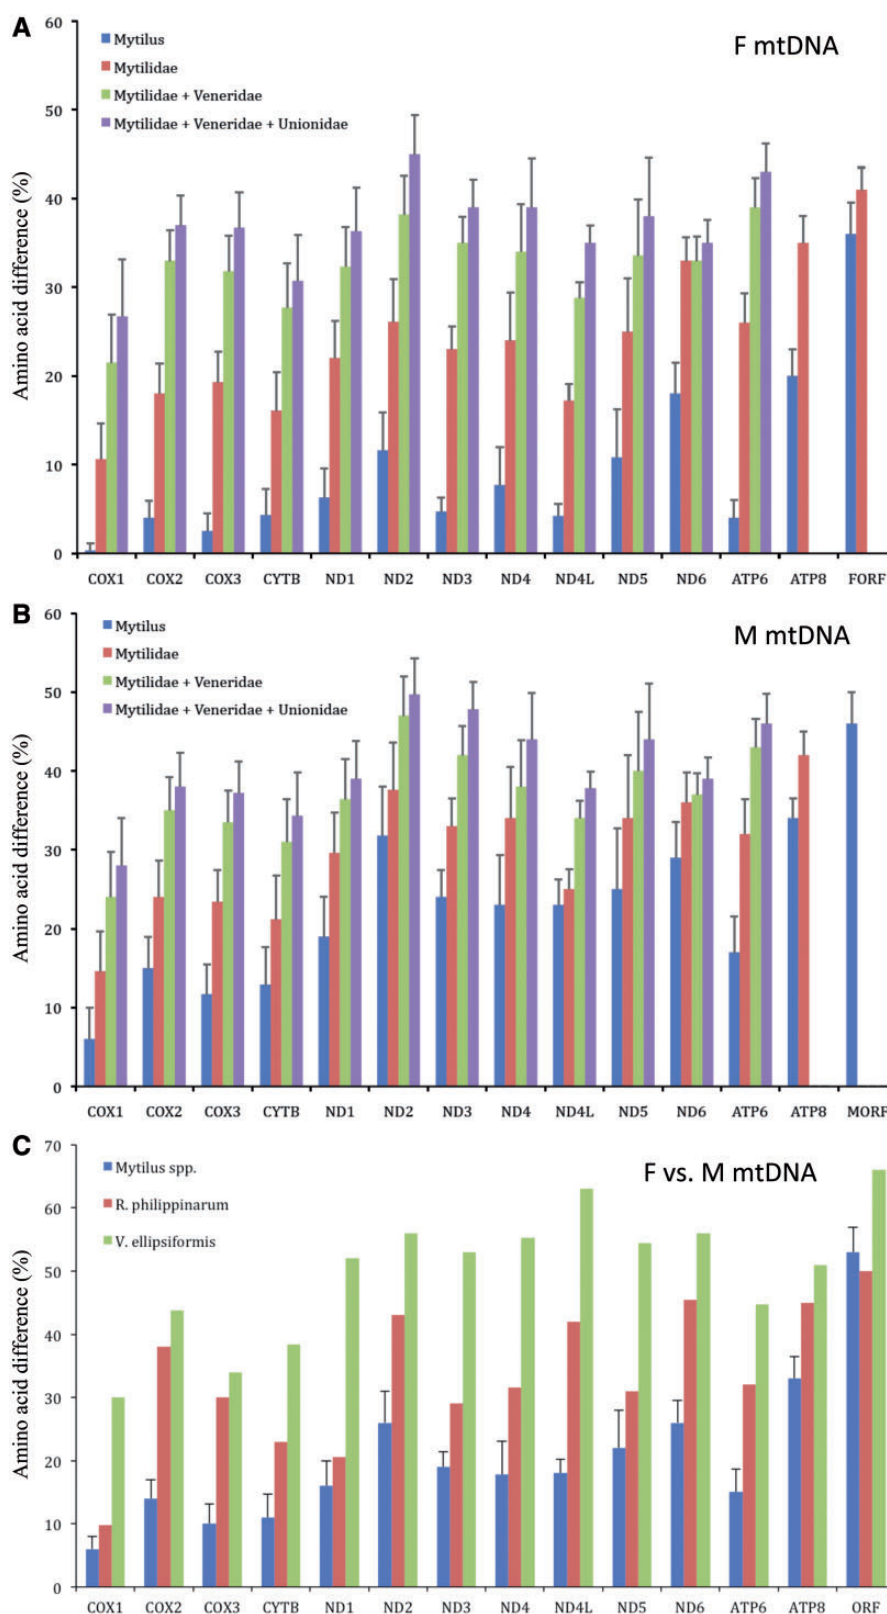 A
60
F mtDNA
Mytilus
Mytilidae
Mytilidae + Veneridae
Mytilidae + Veneridae + Unionidae
50
40
30
20
10
0
Amino acid difference (%)
COX1 COX2 COX3 CYTB ND1 ND2 ND3 ND4 ND4L ND5 ND6 ATP6 ATP8 FORF
B
60
M mtDNA
Mytilus
Mytilidae
Mytilidae + Veneridae
Mytilidae + Veneridae + Unionidae
50
40
30
20
10
0
Amino acid difference (%)
COX1 COX2 COX3 CYTB ND1 ND2 ND3 ND4 ND4L ND5 ND6 ATP6 ATP8 MORF
C
70
F vs. M mtDNA
Mytilus spp.
R. philippinarum
V. ellipsiformis
60
50
40
30
20
10
0
Amino acid difference (%)
COX1 COX2 COX3 CYTB ND1 ND2 ND3 ND4 ND4L ND5 ND6 ATP6 ATP8 ORF